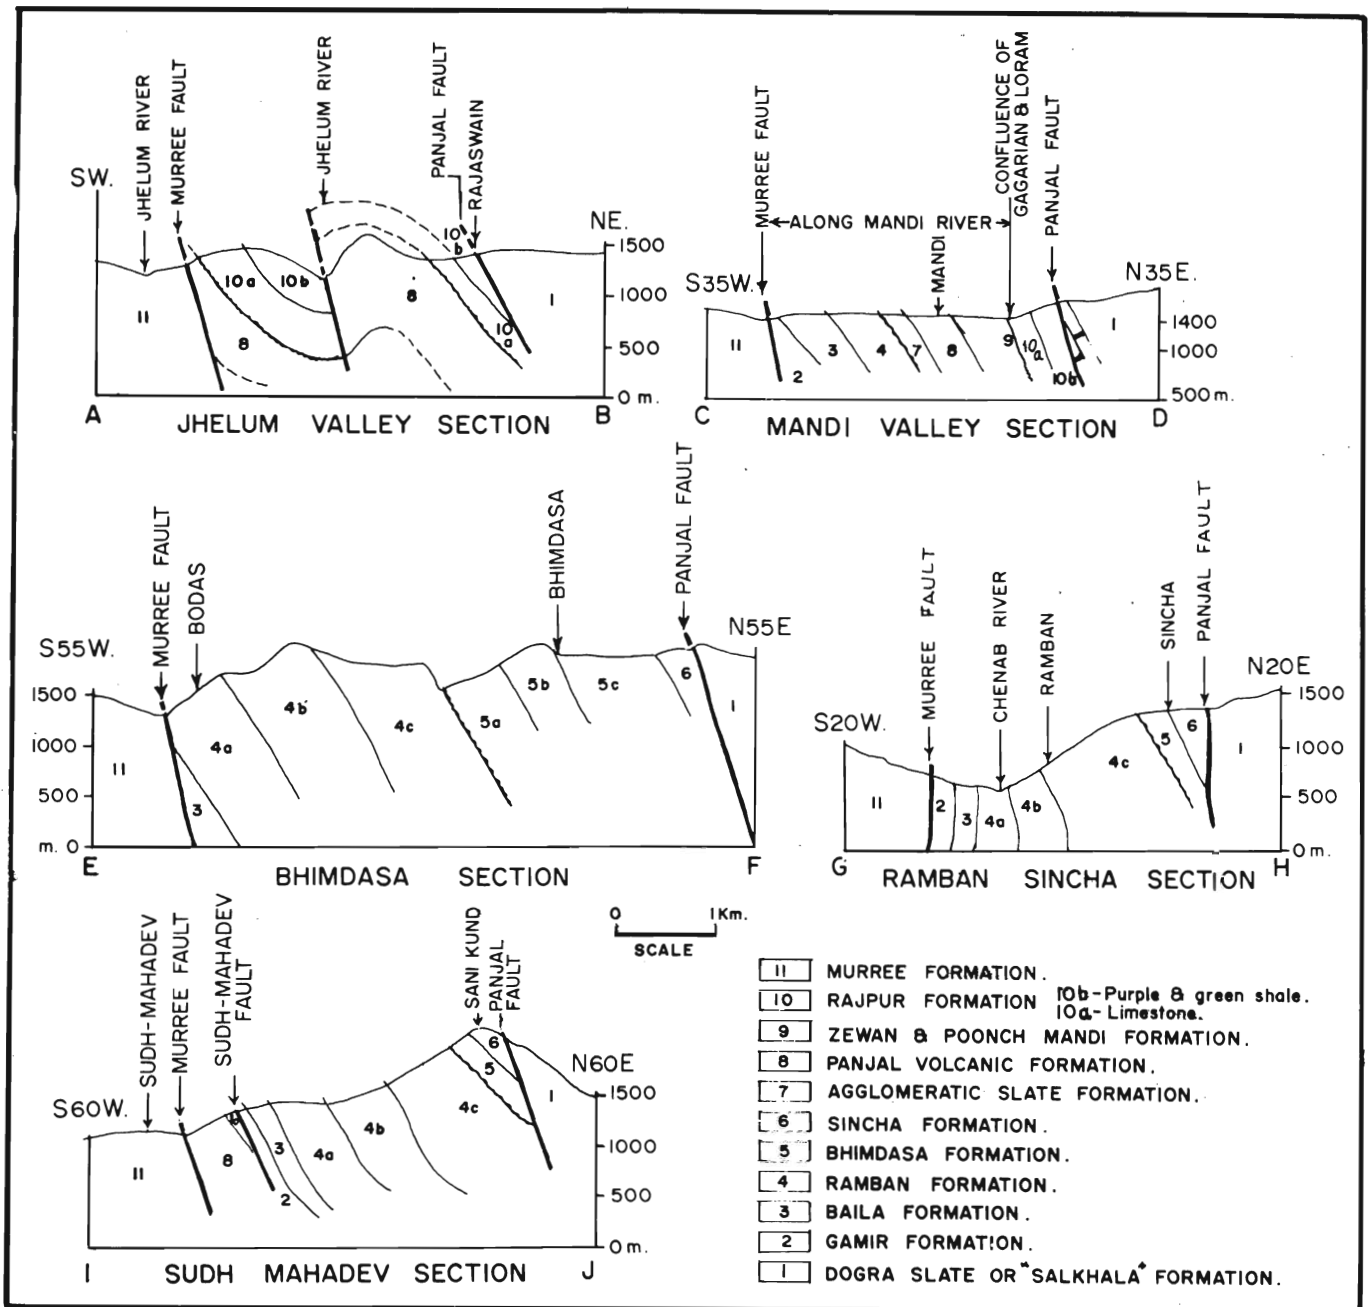 SW.
JHELUM RIVER
MURREE FAULT
JHELUM RIVER
PANJAL FAULT
RAJASWAIN
NE.
1500
1000
500
0 m.
11
10a
10b
8
8
10
b
10
a
1
A
B
JHELUM VALLEY SECTION
S35W.
MURREE FAULT
ALONG MANDI RIVER
MANDI
CONFLUENCE OF
GAGARIAN & LORAM
PANJAL FAULT
N35E.
1400
1000
500 m.
11
2
3
4
7
8
9
10a
10b
1
C
D
MANDI VALLEY SECTION
S55W.
MURREE FAULT
BODAS
BHIMDASA
PANJAL FAULT
N55E
1500
1000
500
m. 0
11
3
4a
4b
4c
5a
5b
5c
6
1
E
F
BHIMDASA SECTION
S20W.
MURREE FAULT
CHENAB RIVER
RAMBAN
SINCHA
PANJAL FAULT
N20E
1500
1000
500
0 m.
11
2
3
4a
4b
4c
5
6
1
G
H
RAMBAN SINCHA SECTION
S60W.
SUDH-MAHADEV
MURREE FAULT
SUDH-MAHADEV
FAULT
SANI KUND
PANJAL
FAULT
N60E
1500
1000
500
0 m.
11
8
2
3
4a
4b
4c
5
6
1
I
J
SUDH MAHADEV SECTION
0 1 Km.
SCALE
11 MURREE FORMATION.
10 RAJPUR FORMATION 10b-Purple & green shale.
10a-Limestone.
9 ZEWAN & POONCH MANDI FORMATION.
8 PANJAL VOLCANIC FORMATION.
7 AGGLOMERATIC SLATE FORMATION.
6 SINCHA FORMATION.
5 BHIMDASA FORMATION.
4 RAMBAN FORMATION.
3 BAILA FORMATION.
2 GAMIR FORMATION.
1 DOGRA SLATE OR "SALKHALA" FORMATION.